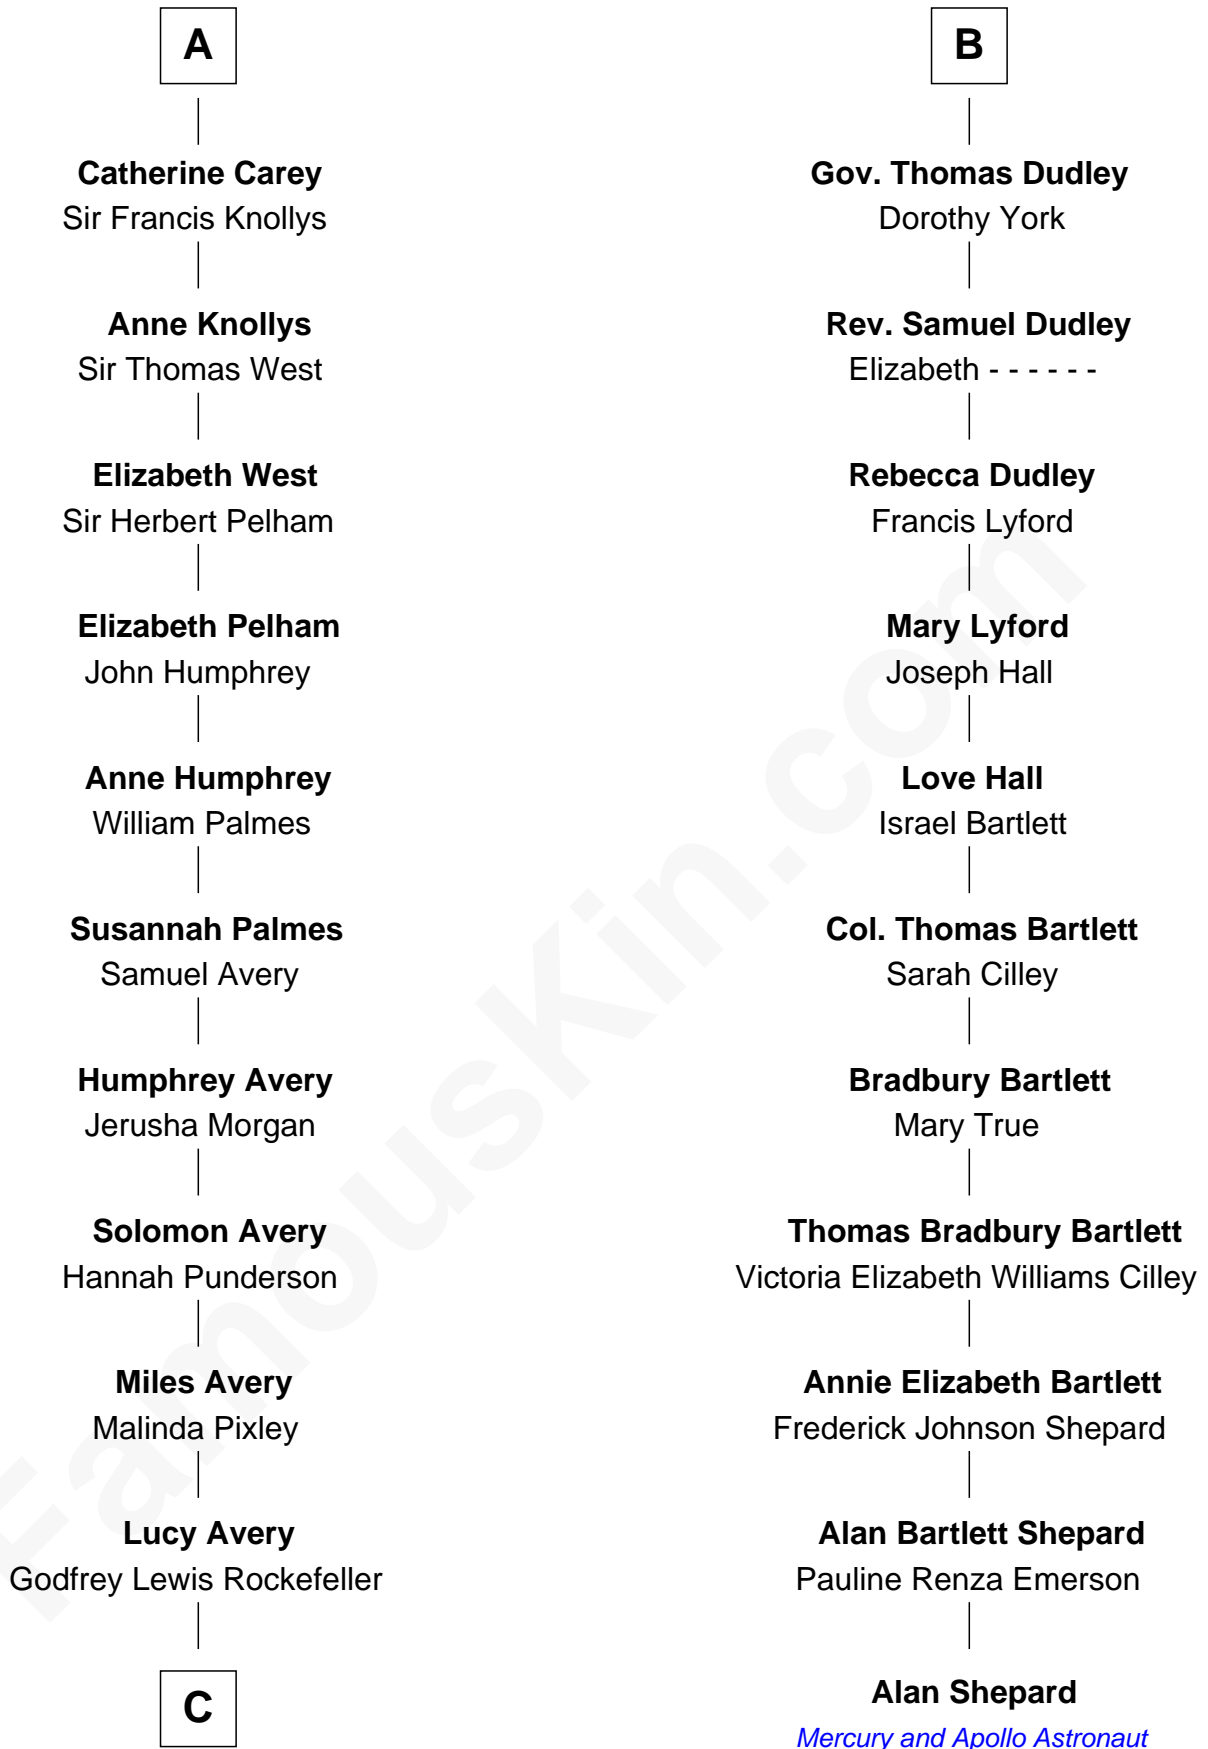 A
Catherine Carey
Sir Francis Knollys
Anne Knollys
Sir Thomas West
Elizabeth West
Sir Herbert Pelham
Elizabeth Pelham
John Humphrey
Anne Humphrey
William Palmes
Susannah Palmes
Samuel Avery
Humphrey Avery
Jerusha Morgan
Solomon Avery
Hannah Punderson
Miles Avery
Malinda Pixley
Lucy Avery
Godfrey Lewis Rockefeller
C
B
Gov. Thomas Dudley
Dorothy York
Rev. Samuel Dudley
Elizabeth - - - - - -
Rebecca Dudley
Francis Lyford
Mary Lyford
Joseph Hall
Love Hall
Israel Bartlett
Col. Thomas Bartlett
Sarah Cilley
Bradbury Bartlett
Mary True
Thomas Bradbury Bartlett
Victoria Elizabeth Williams Cilley
Annie Elizabeth Bartlett
Frederick Johnson Shepard
Alan Bartlett Shepard
Pauline Renza Emerson
Alan Shepard
Mercury and Apollo Astronaut
FamousKin.com